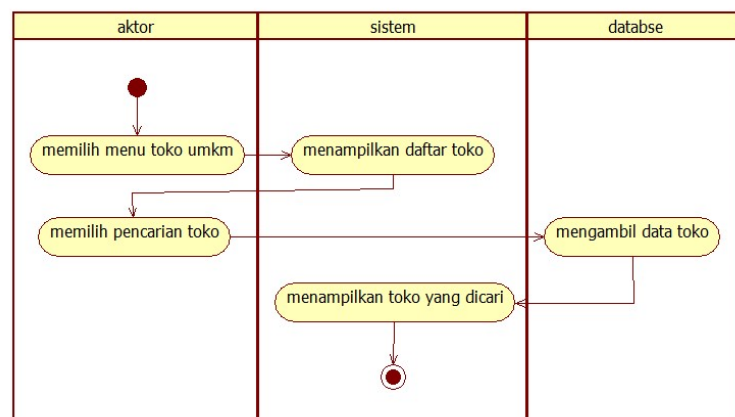 aktor
sistem
databse
memilih menu toko umkm
menampilkan daftar toko
memilih pencarian toko
mengambil data toko
menampilkan toko yang dicari